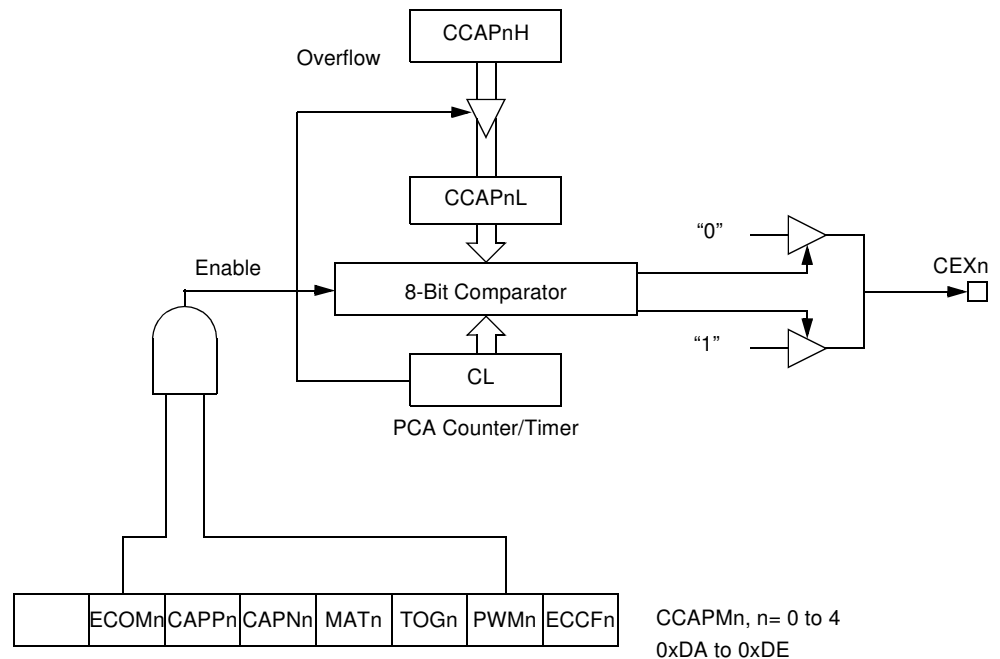 CCAPnH
Overflow
CCAPnL
“0”
Enable
CEXn
8-Bit Comparator
“1”
CL
PCA Counter/Timer
ECOMn CAPPn CAPNn MATn TOGn PWMn ECCFn
CCAPMn, n= 0 to 4
0xDA to 0xDE